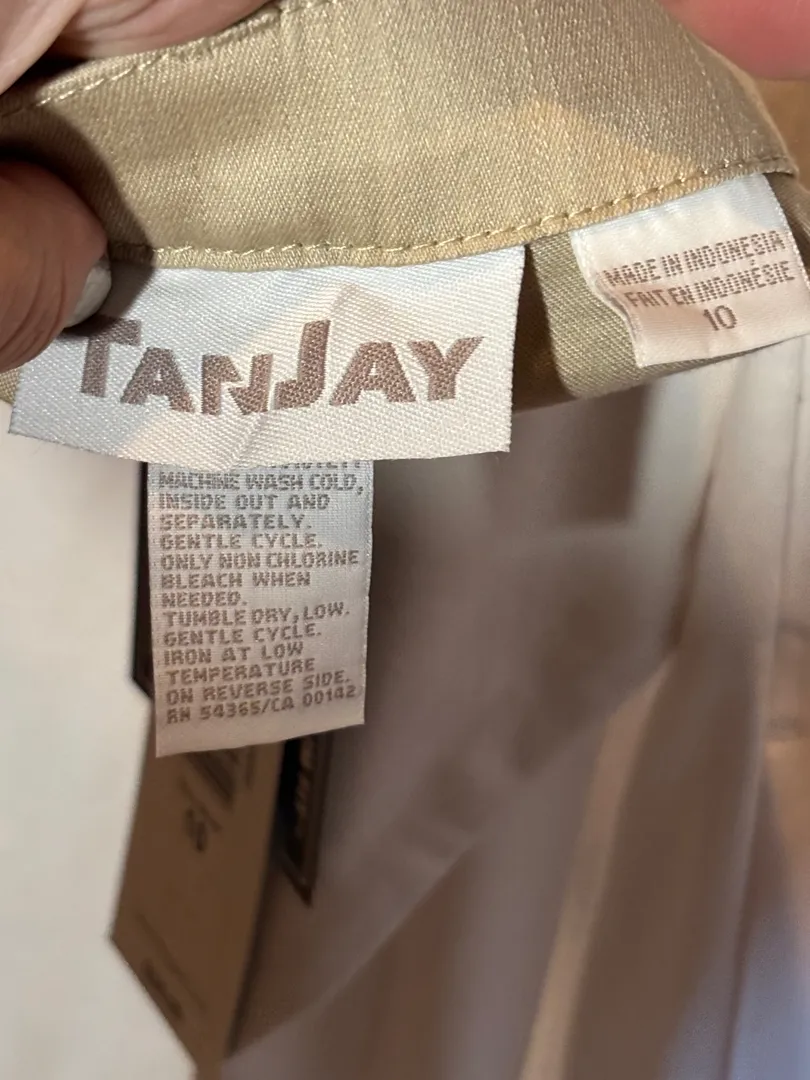 TANJAY
MADE IN INDONESIA
FAIT EN INDONÉSIE
10
MACHINE WASH COLD,
INSIDE OUT AND
SEPARATELY.
GENTLE CYCLE.
ONLY NON CHLORINE
BLEACH WHEN
NEEDED.
TUMBLE DRY, LOW.
GENTLE CYCLE.
IRON AT LOW
TEMPERATURE
ON REVERSE SIDE.
RN 54365/CA 00142